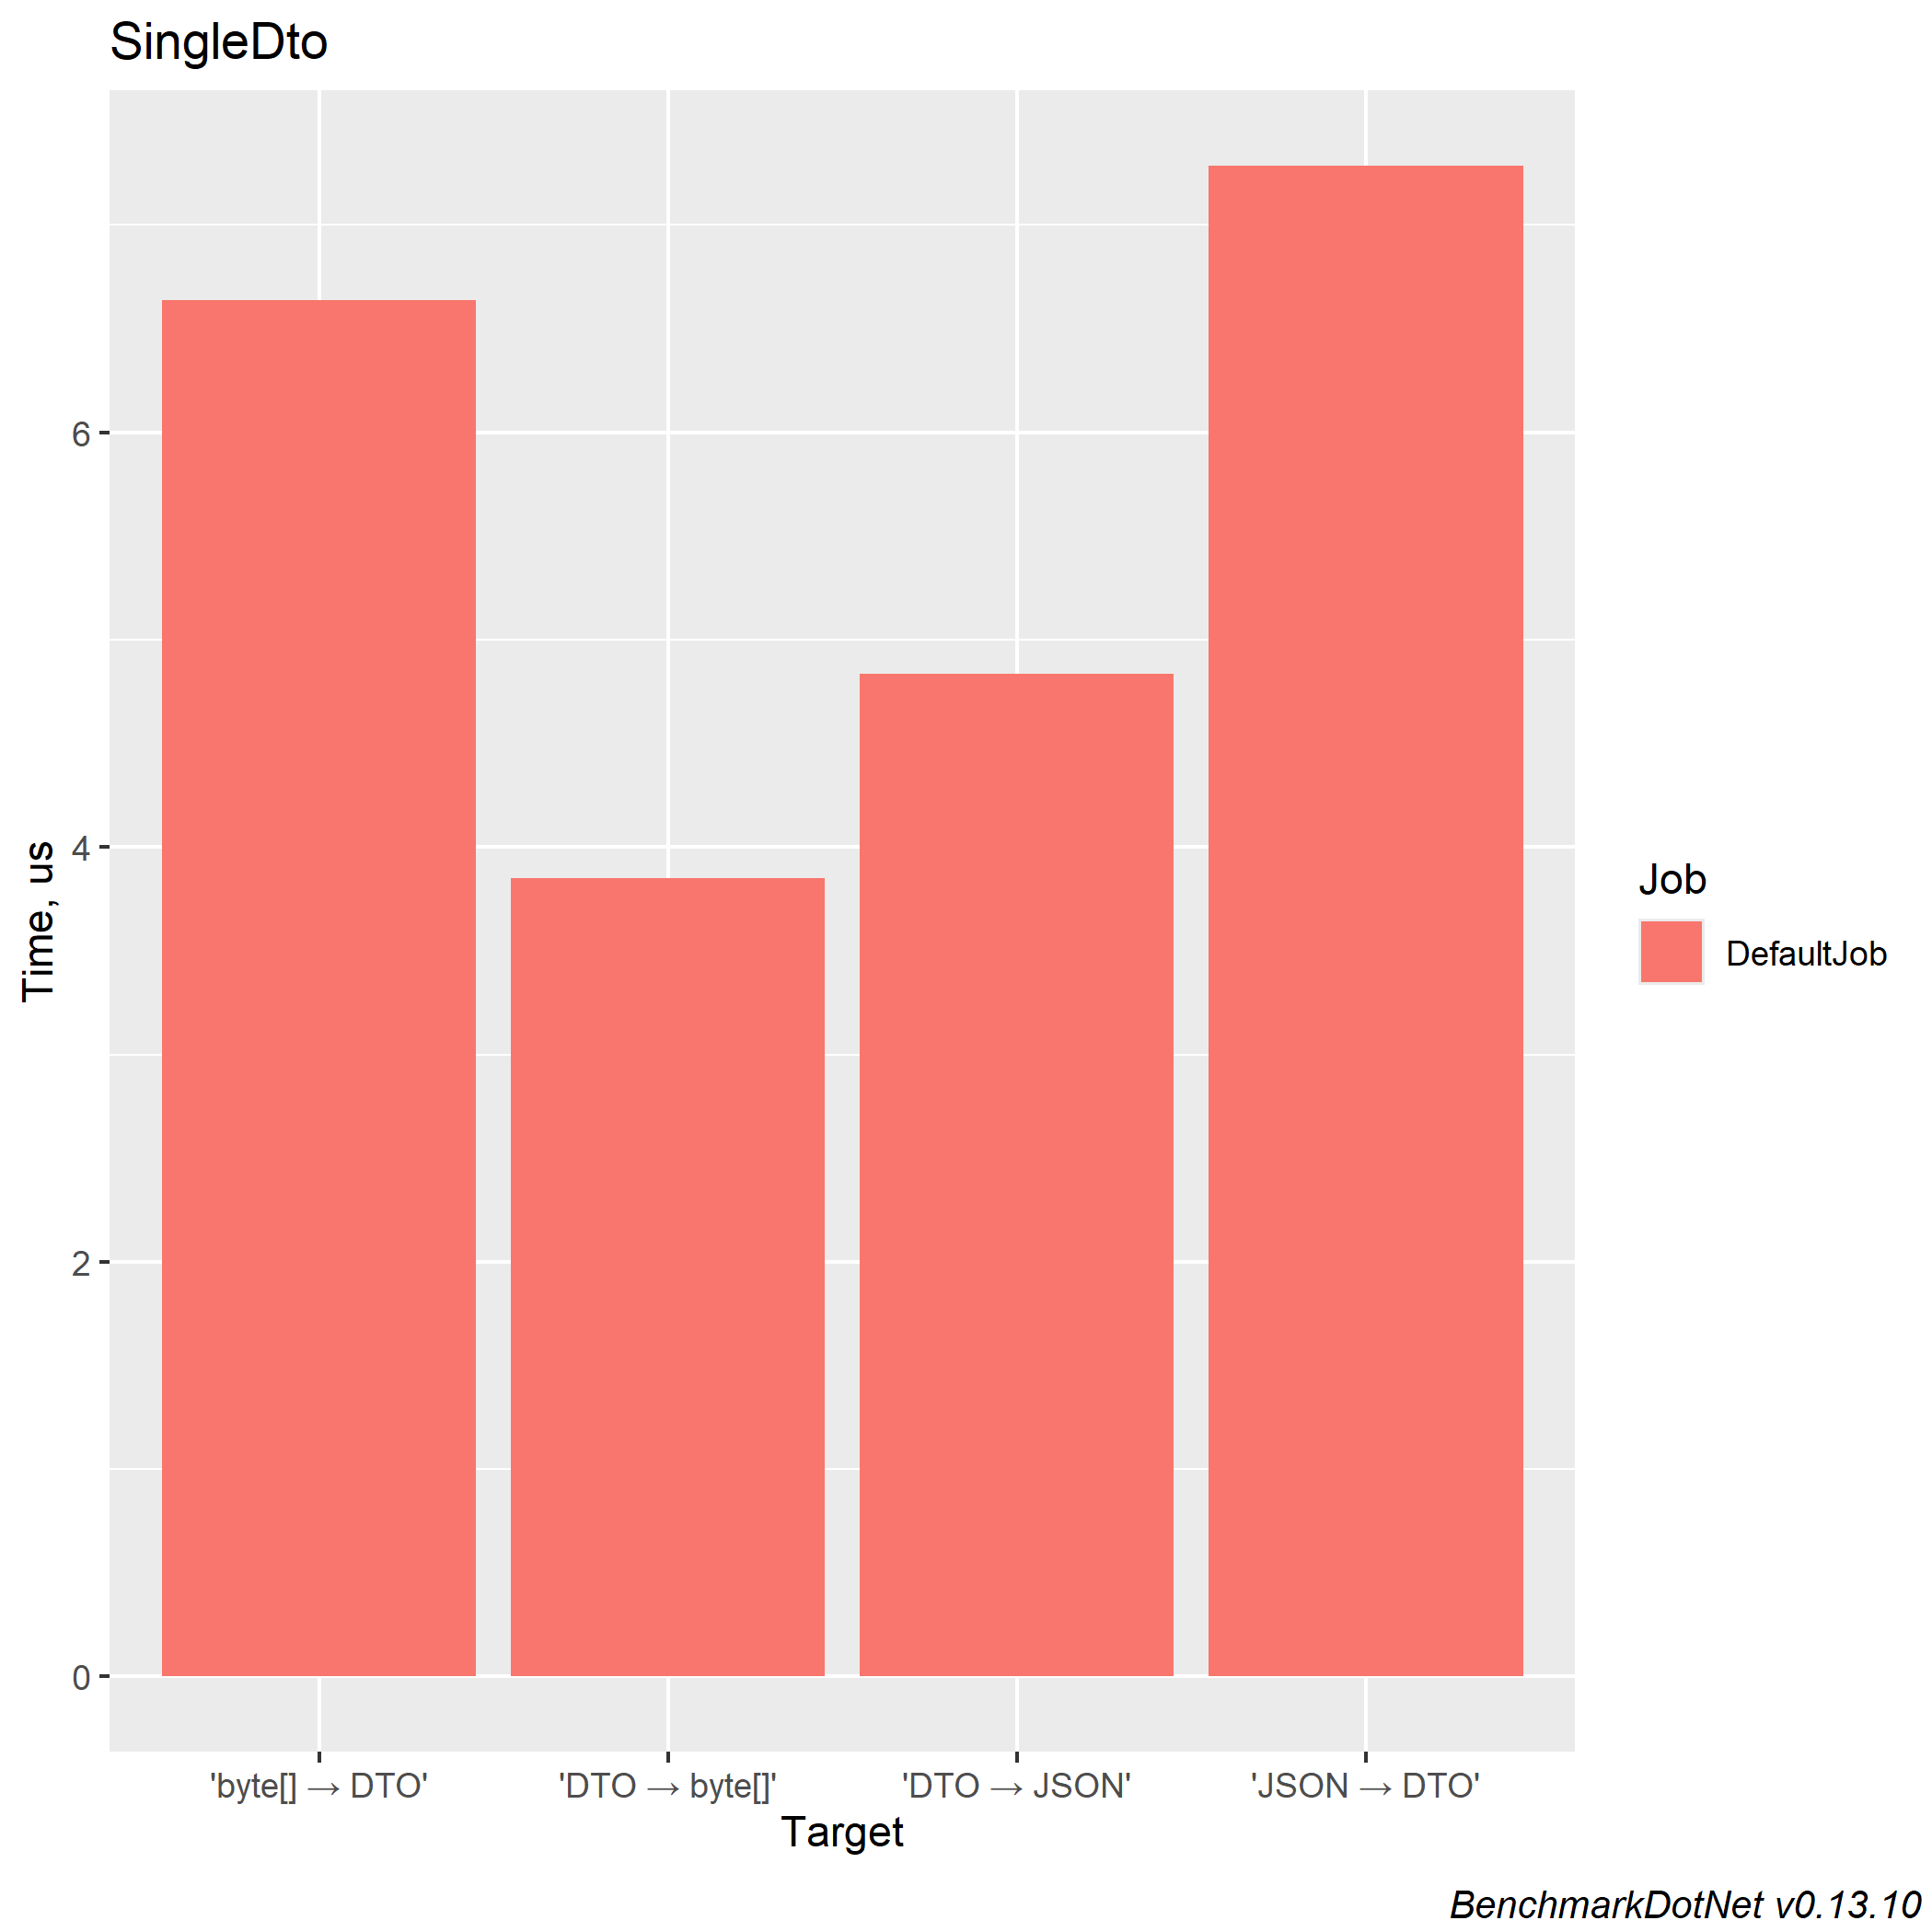 SingleDto
Time, us
6
4
2
0
'byte[] → DTO'
'DTO → byte[]'
'DTO → JSON'
'JSON → DTO'
Target
Job
DefaultJob
BenchmarkDotNet v0.13.10